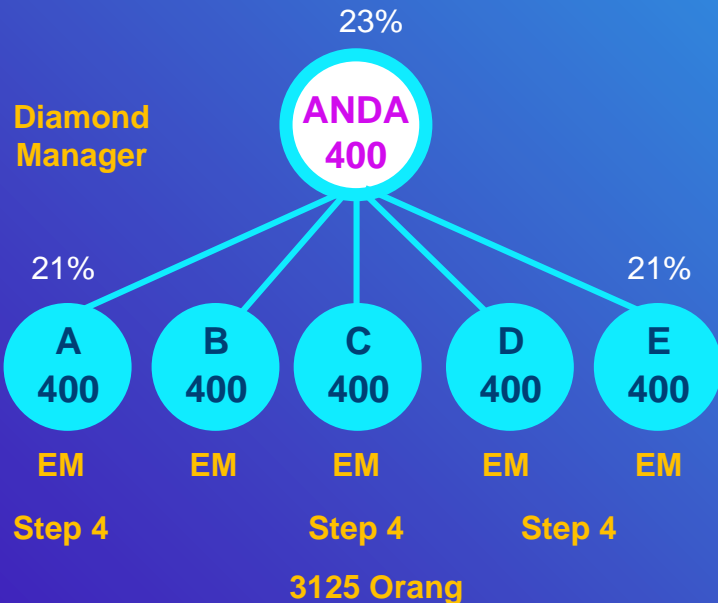 23%
ANDA
400
Diamond
Manager
21%
21%
A
400
B
400
C
400
D
400
E
400
EM
EM
EM
EM
EM
Step 4
Step 4
Step 4
3125 Orang